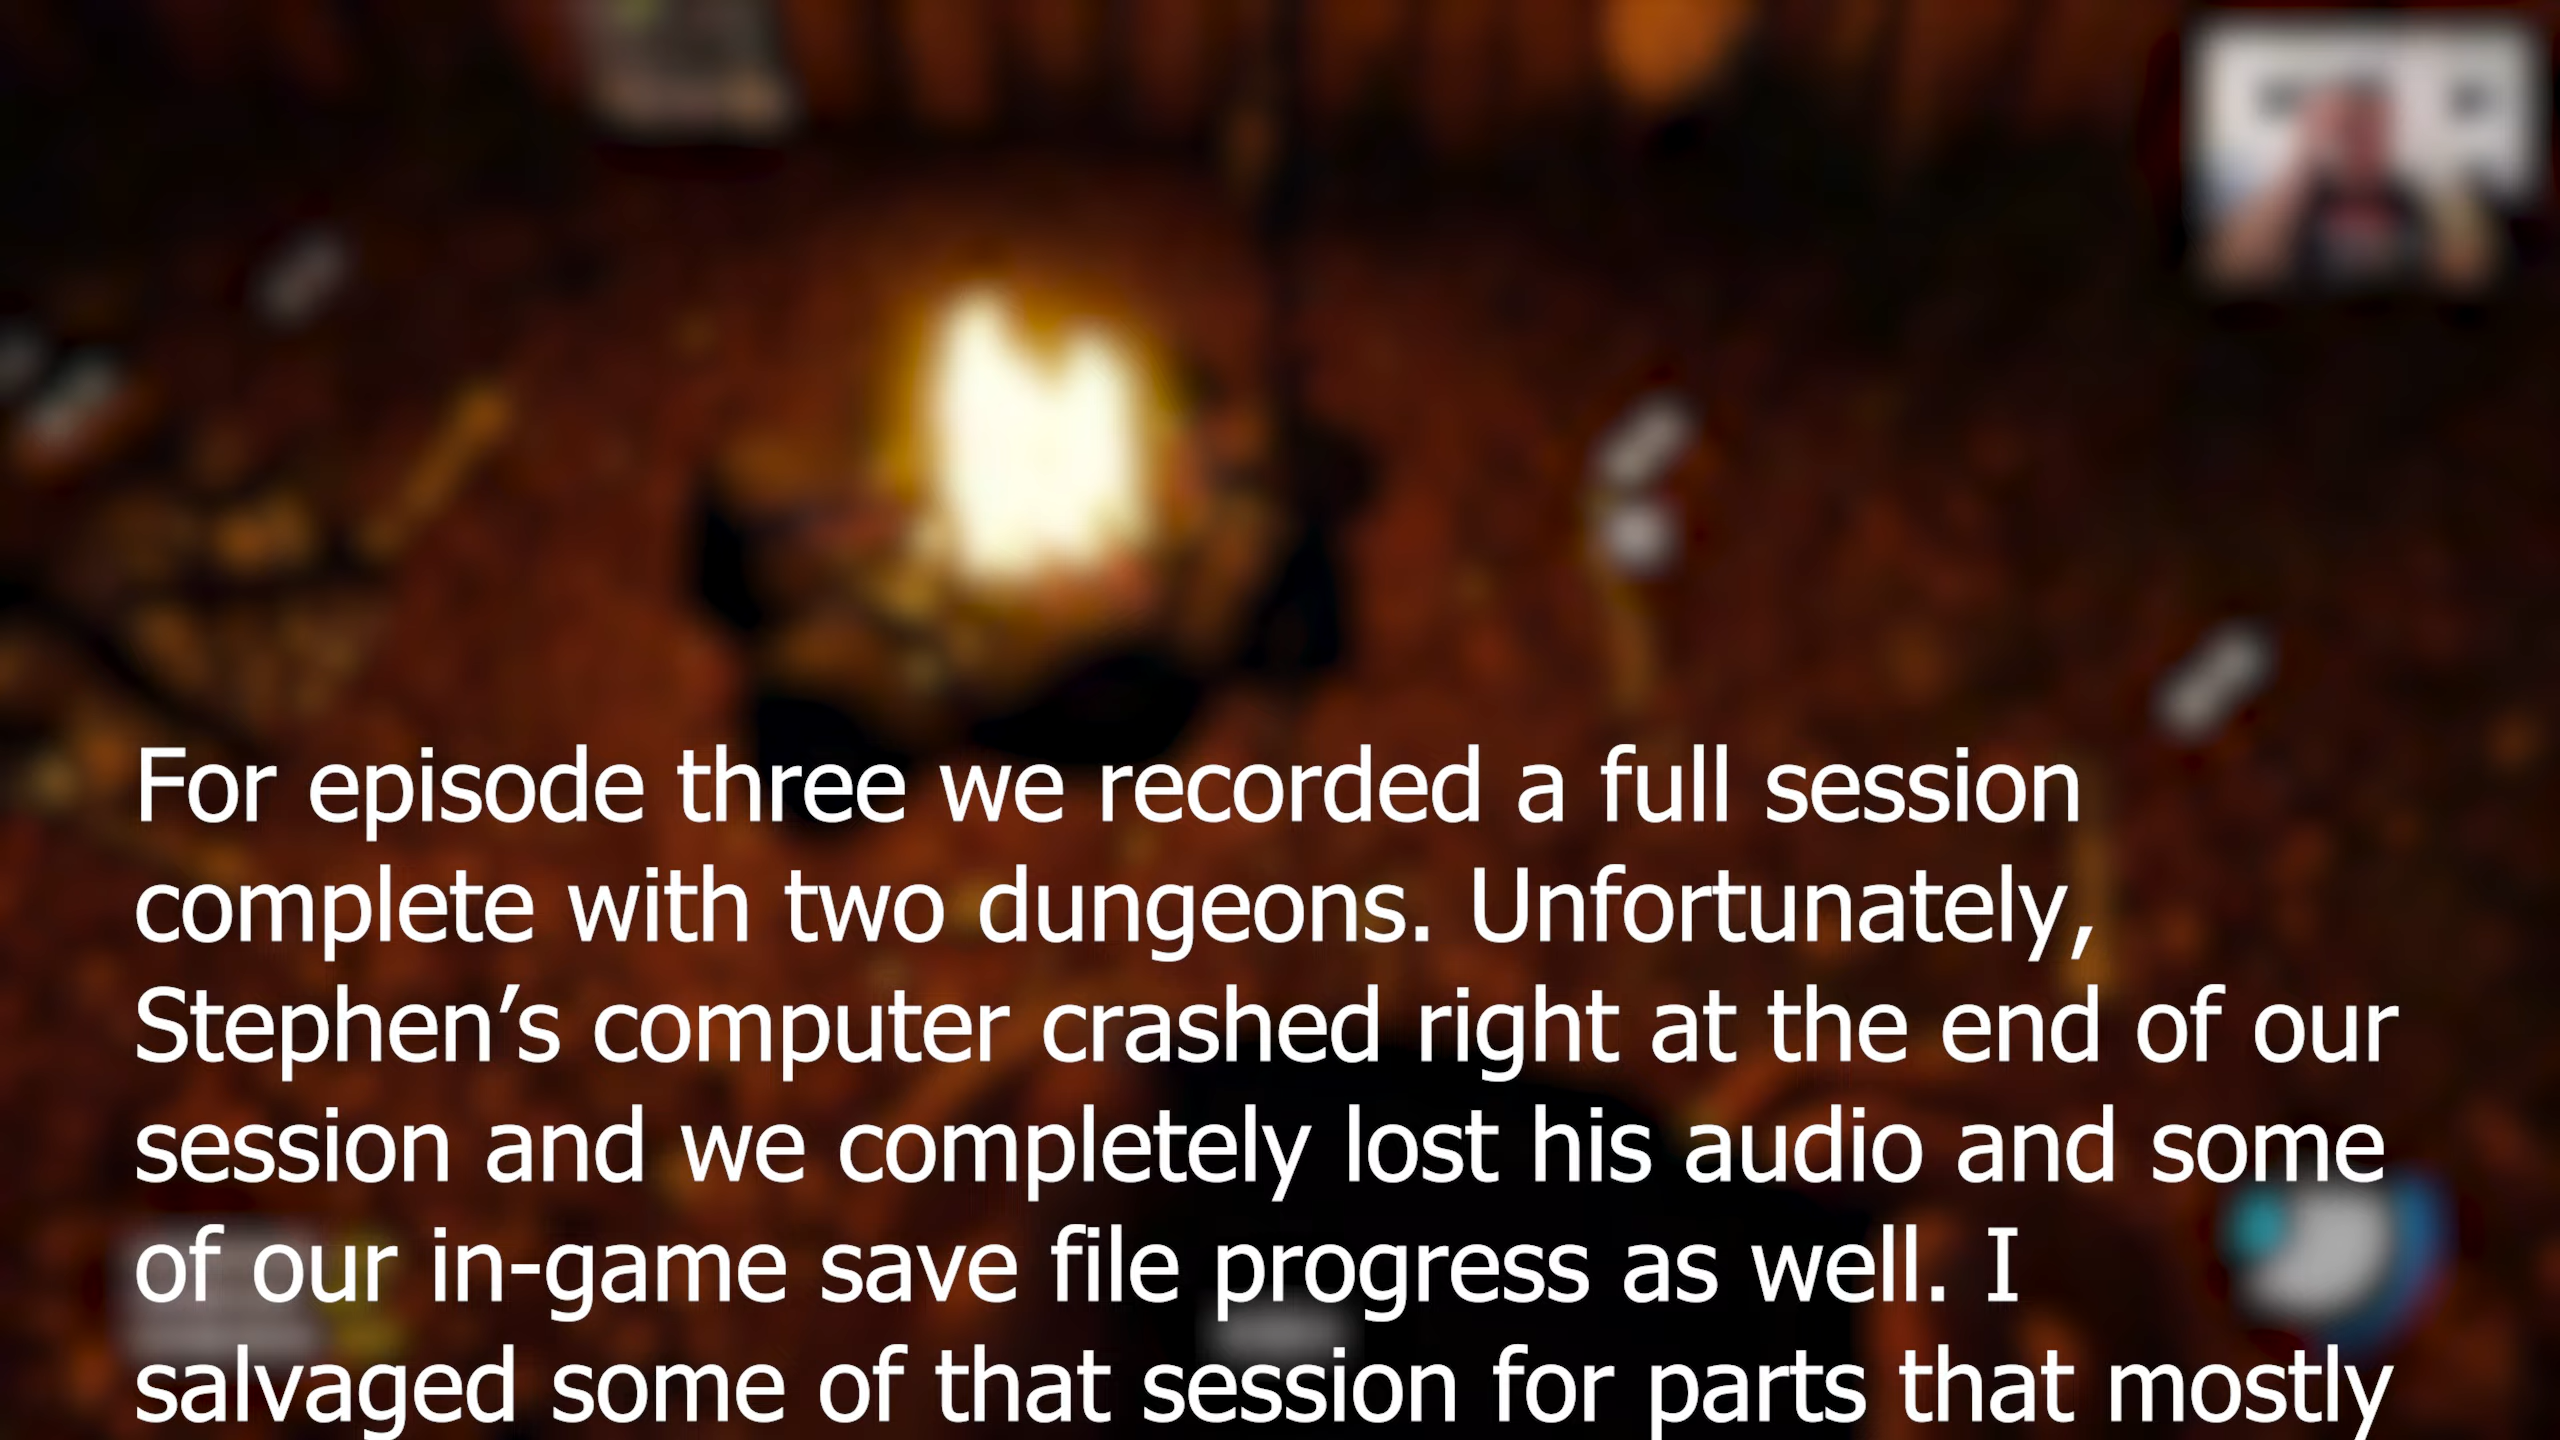 For episode three we recorded a full session
complete with two dungeons. Unfortunately,
Stephen’s computer crashed right at the end of our
session and we completely lost his audio and some
of our in-game save file progress as well. I
salvaged some of that session for parts that mostly